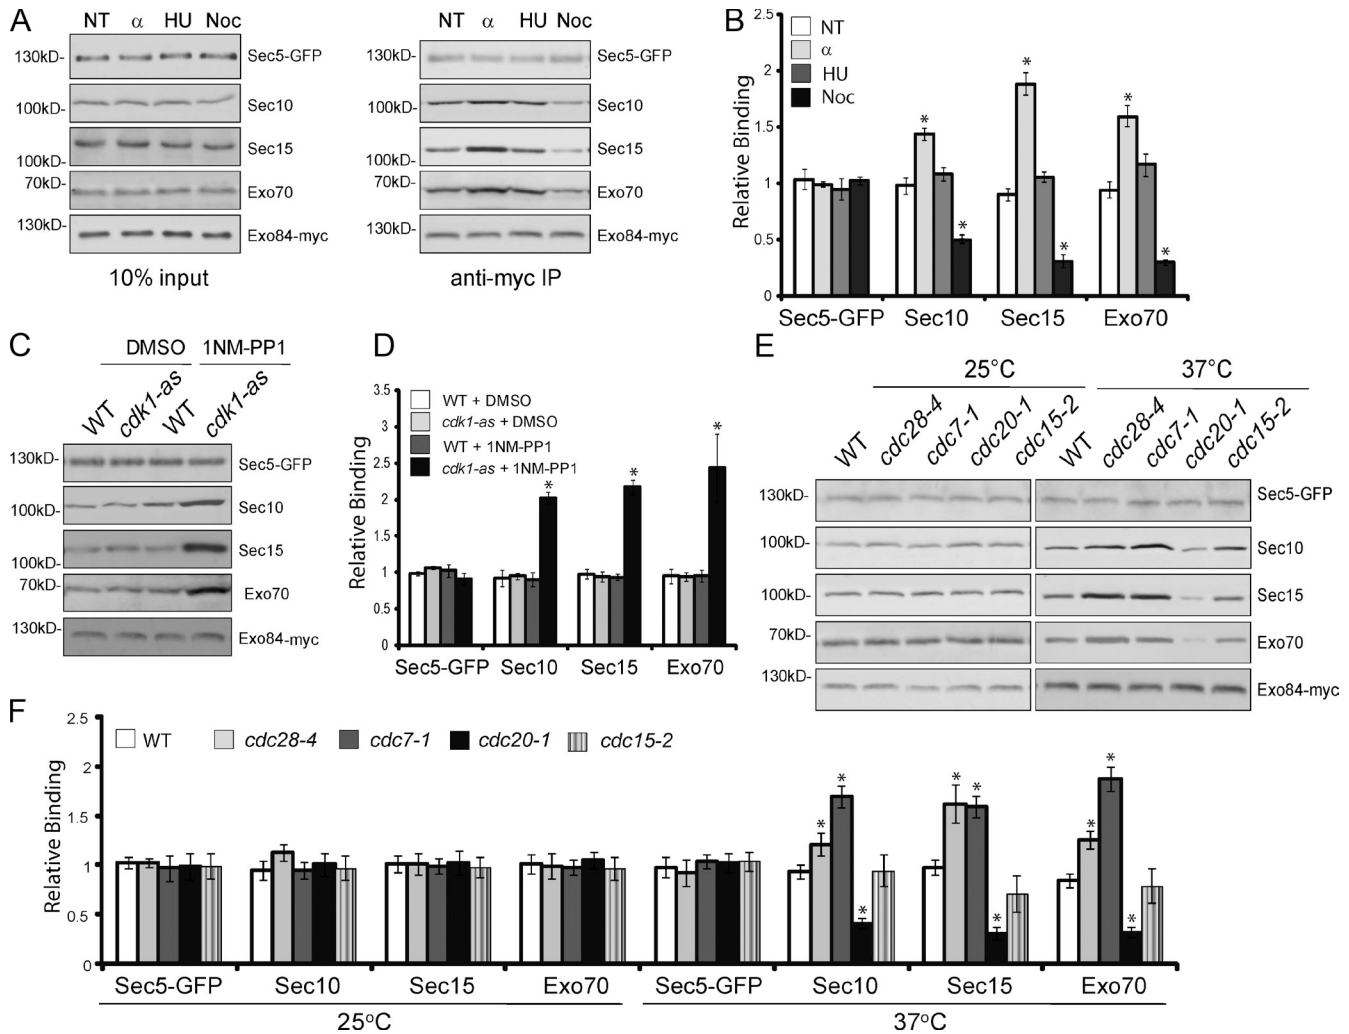 A
NT α HU Noc
130kD- Sec5-GFP
100kD- Sec10
100kD- Sec15
70kD- Exo70
130kD- Exo84-myc
10% input
NT α HU Noc
130kD- Sec5-GFP
100kD- Sec10
100kD- Sec15
70kD- Exo70
130kD- Exo84-myc
anti-myc IP
B
NT
α
HU
Noc
Relative Binding
2.5
2
1.5
1
0.5
0
* * * * * *
Sec5-GFP Sec10 Sec15 Exo70
C
DMSO 1NM-PP1
WT cdk1-as WT cdk1-as
130kD- Sec5-GFP
100kD- Sec10
100kD- Sec15
70kD- Exo70
130kD- Exo84-myc
D
WT + DMSO
cdk1-as + DMSO
WT + 1NM-PP1
cdk1-as + 1NM-PP1
Relative Binding
3.5
3
2.5
2
1.5
1
0.5
0
* * *
Sec5-GFP Sec10 Sec15 Exo70
E
25°C 37°C
WT cdc28-4 cdc7-1 cdc20-1 cdc15-2 WT cdc28-4 cdc7-1 cdc20-1 cdc15-2
130kD- Sec5-GFP
100kD- Sec10
100kD- Sec15
70kD- Exo70
130kD- Exo84-myc
F
WT cdc28-4 cdc7-1 cdc20-1 cdc15-2
Relative Binding
2.5
2
1.5
1
0.5
0
* * * * * * * * *
Sec5-GFP Sec10 Sec15 Exo70 Sec5-GFP Sec10 Sec15 Exo70
25°C 37°C